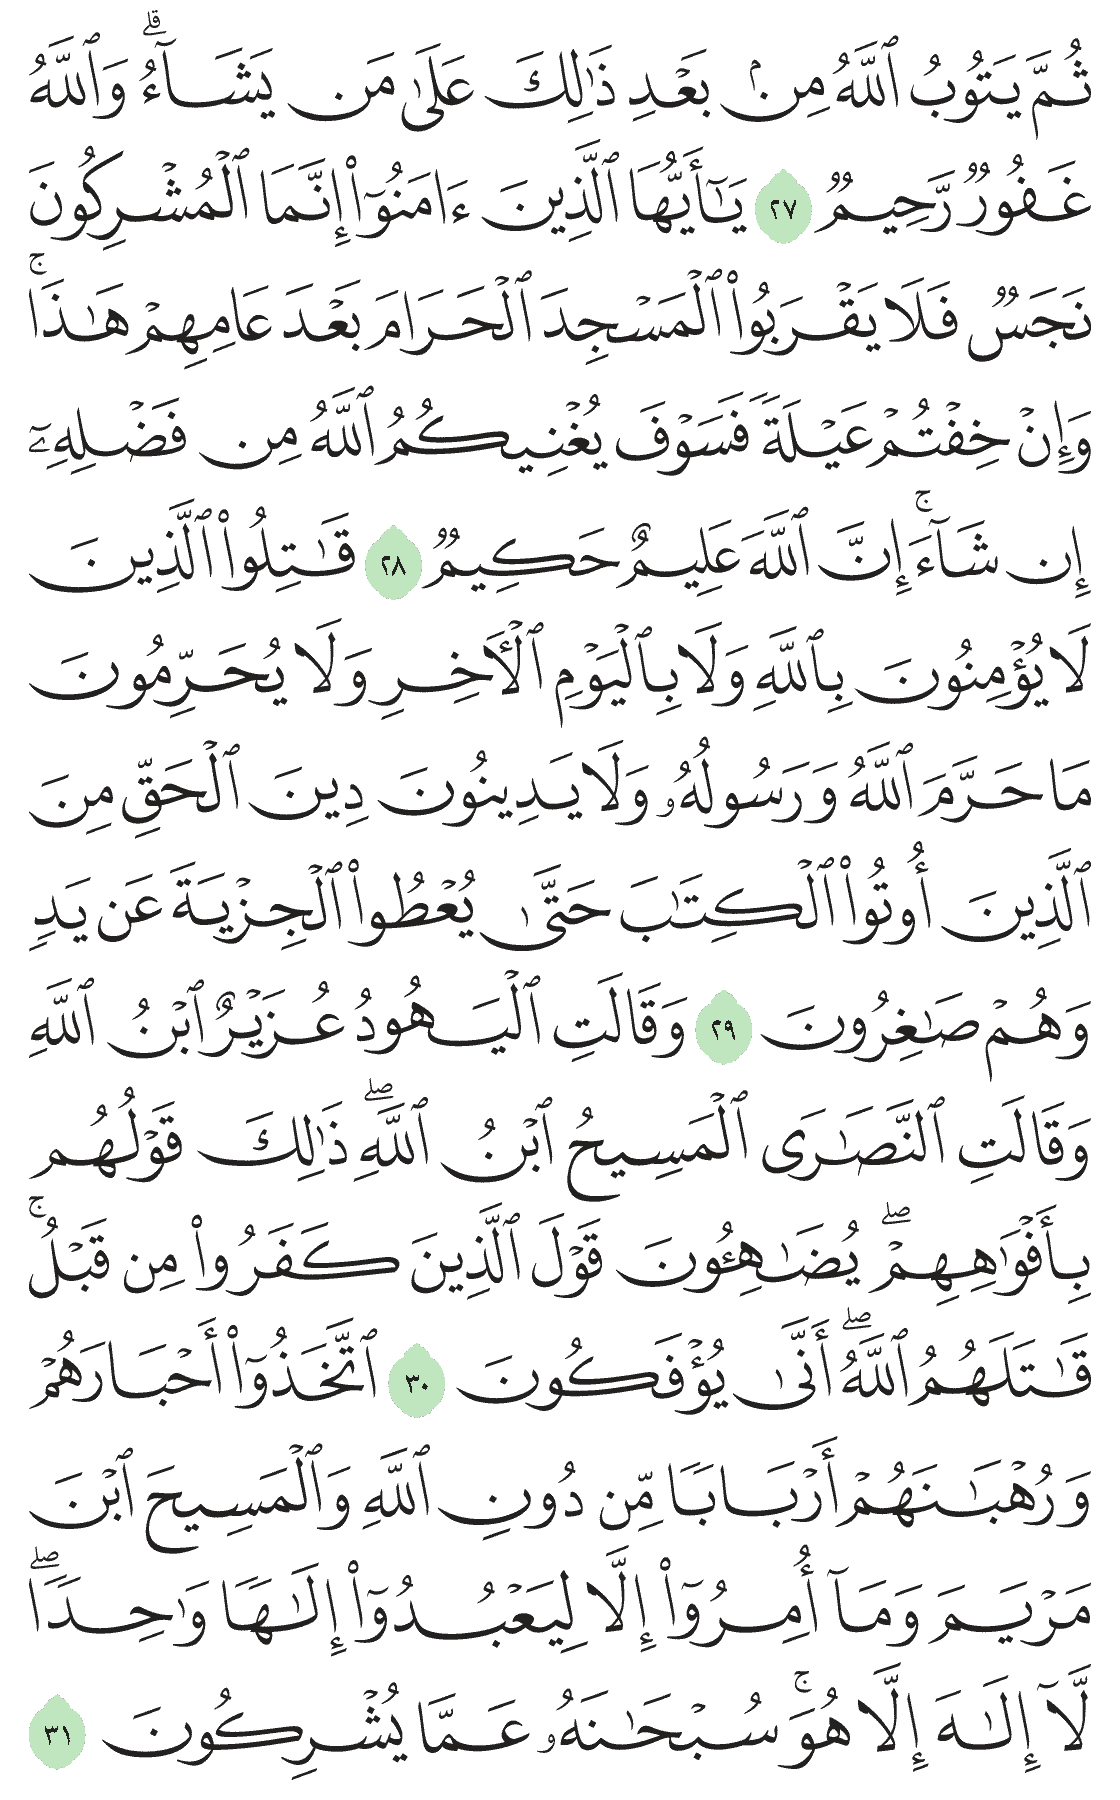 ثُمَّ يَتُوبُ ٱللَّهُ مِنۢ بَعْدِ ذَٰلِكَ عَلَىٰ مَن يَشَآءُ ۗ وَٱللَّهُ
غَفُورٌ رَّحِيمٌ ٢٧ يَـٰٓأَيُّهَا ٱلَّذِينَ ءَامَنُوٓا۟ إِنَّمَا ٱلْمُشْرِكُونَ
نَجَسٌ فَلَا يَقْرَبُوا۟ ٱلْمَسْجِدَ ٱلْحَرَامَ بَعْدَ عَامِهِمْ هَـٰذَا ۚ
وَإِنْ خِفْتُمْ عَيْلَةً فَسَوْفَ يُغْنِيكُمُ ٱللَّهُ مِن فَضْلِهِۦٓ
إِن شَآءَ ۚ إِنَّ ٱللَّهَ عَلِيمٌ حَكِيمٌ ٢٨ قَـٰتِلُوا۟ ٱلَّذِينَ
لَا يُؤْمِنُونَ بِٱللَّهِ وَلَا بِٱلْيَوْمِ ٱلْـَٔاخِرِ وَلَا يُحَرِّمُونَ
مَا حَرَّمَ ٱللَّهُ وَرَسُولُهُۥ وَلَا يَدِينُونَ دِينَ ٱلْحَقِّ مِنَ
ٱلَّذِينَ أُوتُوا۟ ٱلْكِتَـٰبَ حَتَّىٰ يُعْطُوا۟ ٱلْجِزْيَةَ عَن يَدٍ
وَهُمْ صَـٰغِرُونَ ٢٩ وَقَالَتِ ٱلْيَهُودُ عُزَيْرٌ ٱبْنُ ٱللَّهِ
وَقَالَتِ ٱلنَّصَـٰرَى ٱلْمَسِيحُ ٱبْنُ ٱللَّهِ ۖ ذَٰلِكَ قَوْلُهُم
بِأَفْوَٰهِهِمْ ۖ يُضَـٰهِـُٔونَ قَوْلَ ٱلَّذِينَ كَفَرُوا۟ مِن قَبْلُ ۚ
قَـٰتَلَهُمُ ٱللَّهُ ۖ أَنَّىٰ يُؤْفَكُونَ ٣٠ ٱتَّخَذُوٓا۟ أَحْبَارَهُمْ
وَرُهْبَـٰنَهُمْ أَرْبَابًا مِّن دُونِ ٱللَّهِ وَٱلْمَسِيحَ ٱبْنَ
مَرْيَمَ وَمَآ أُمِرُوٓا۟ إِلَّا لِيَعْبُدُوٓا۟ إِلَـٰهًا وَٰحِدًا ۖ
لَّآ إِلَـٰهَ إِلَّا هُوَ ۚ سُبْحَـٰنَهُۥ عَمَّا يُشْرِكُونَ ٣١